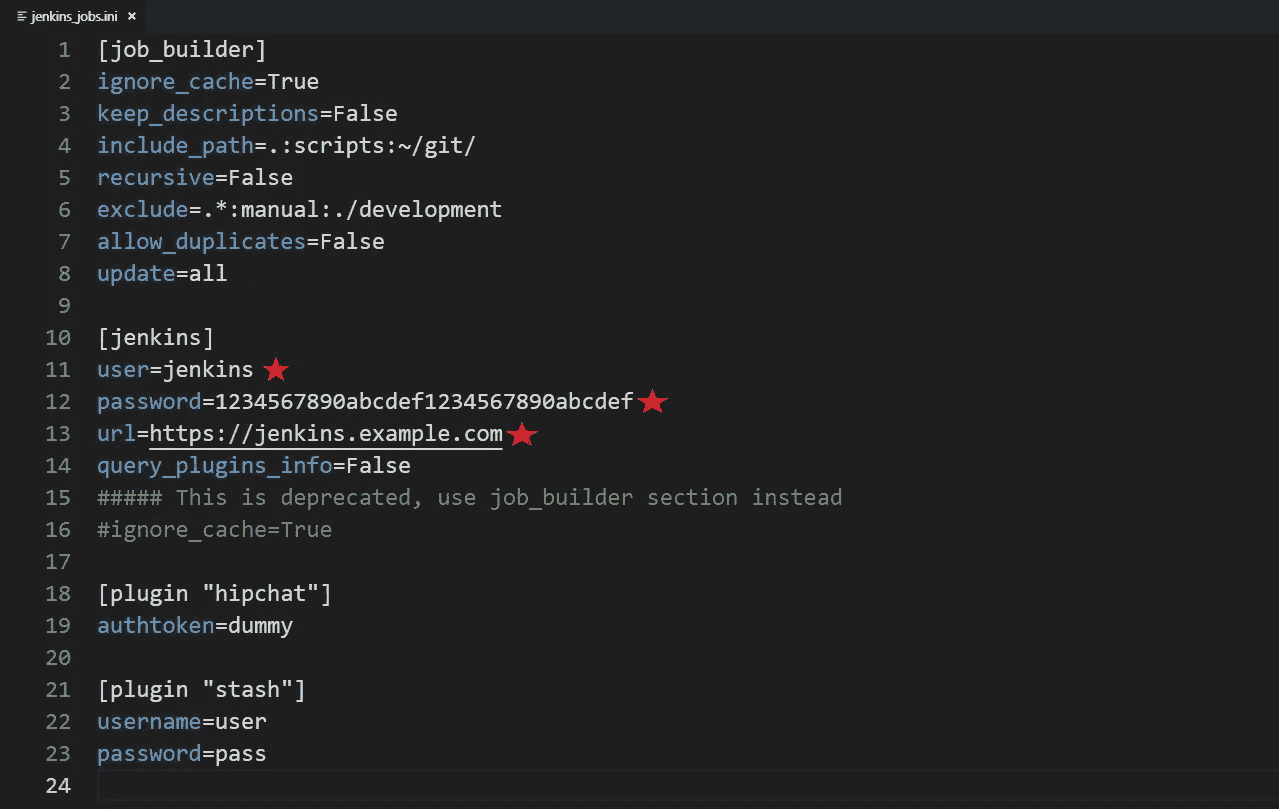 jenkins_jobs.ini ×
1 [job_builder]
2 ignore_cache=True
3 keep_descriptions=False
4 include_path=.:scripts:~/git/
5 recursive=False
6 exclude=.*:manual:./development
7 allow_duplicates=False
8 update=all
9
10 [jenkins]
11 user=jenkins
12 password=1234567890abcdef1234567890abcdef
13 url=https://jenkins.example.com
14 query_plugins_info=False
15 ##### This is deprecated, use job_builder section instead
16 #ignore_cache=True
17
18 [plugin "hipchat"]
19 authtoken=dummy
20
21 [plugin "stash"]
22 username=user
23 password=pass
24